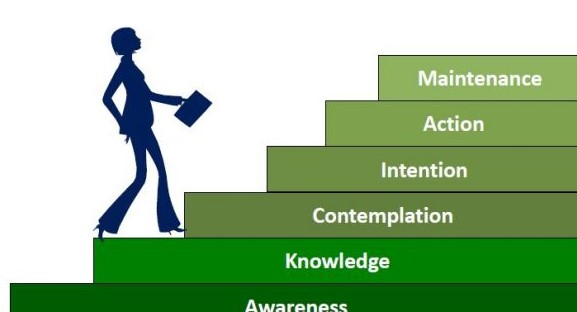 Maintenance
Action
Intention
Contemplation
Knowledge
Awareness